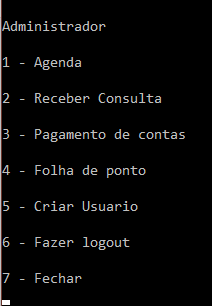 Administrador
1 - Agenda
2 - Receber Consulta
3 - Pagamento de contas
4 - Folha de ponto
5 - Criar Usuario
6 - Fazer logout
7 - Fechar